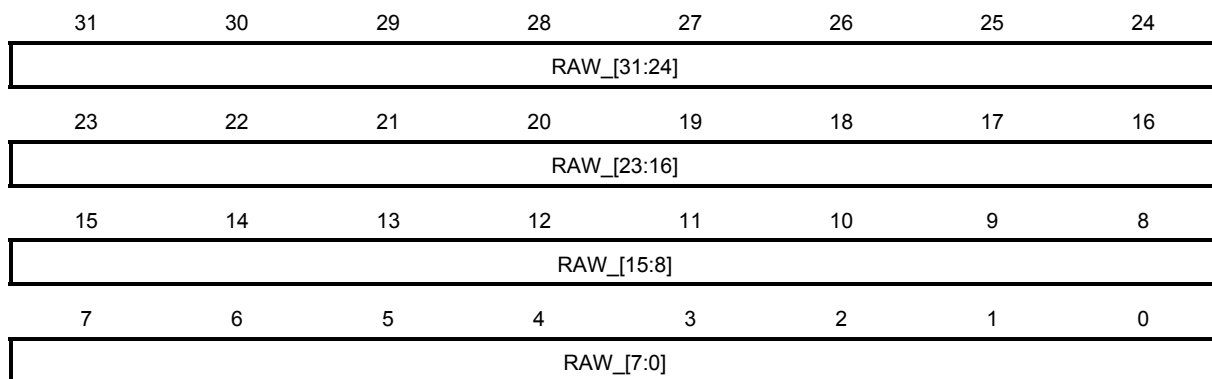 31 30 29 28 27 26 25 24
RAW_[31:24]
23 22 21 20 19 18 17 16
RAW_[23:16]
15 14 13 12 11 10 9 8
RAW_[15:8]
7 6 5 4 3 2 1 0
RAW_[7:0]